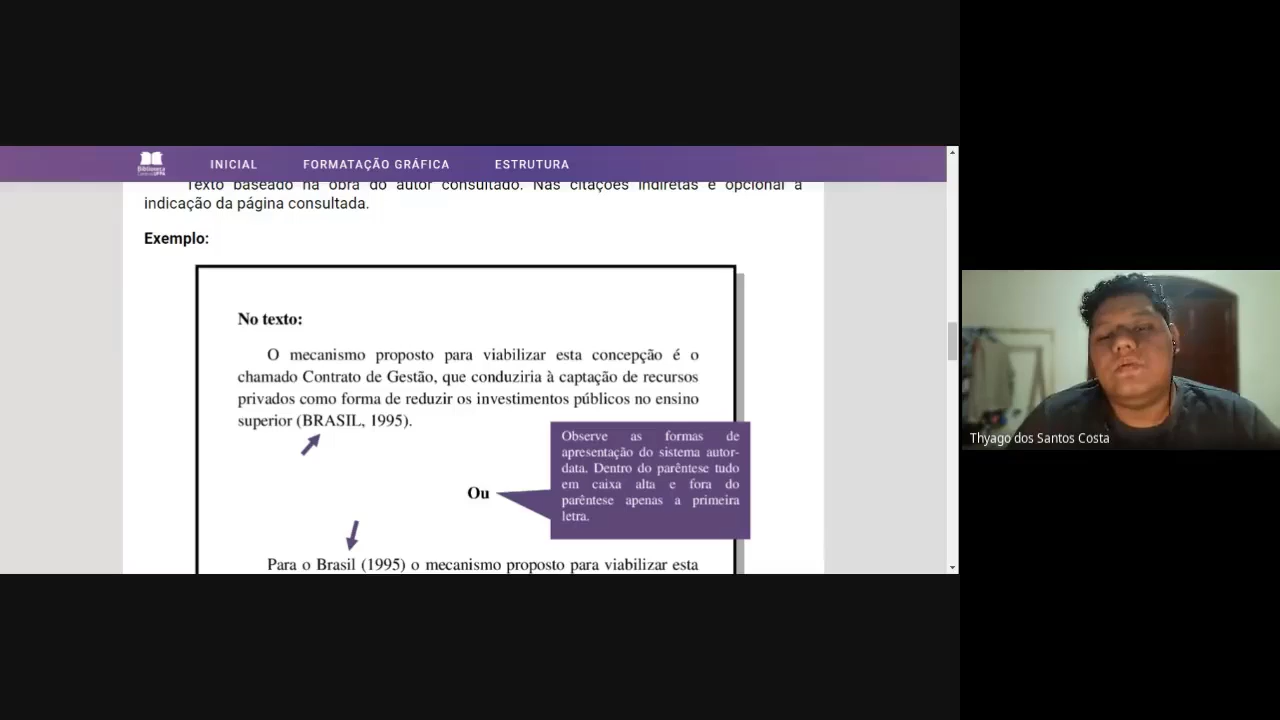 INICIAL
FORMATAÇÃO GRÁFICA
ESTRUTURA
Texto baseado na obra do autor consultado. Nas citações indiretas é opcional a
indicação da página consultada.
Exemplo:
No texto:
O mecanismo proposto para viabilizar esta concepção é o
chamado Contrato de Gestão, que conduziria à captação de recursos
privados como forma de reduzir os investimentos públicos no ensino
superior (BRASIL, 1995).
Observe as formas de
apresentação do sistema autor-
data. Dentro do parêntese tudo
em caixa alta e fora do
parêntese apenas a primeira
letra.
Ou
Para o Brasil (1995) o mecanismo proposto para viabilizar esta
Thyago dos Santos Costa